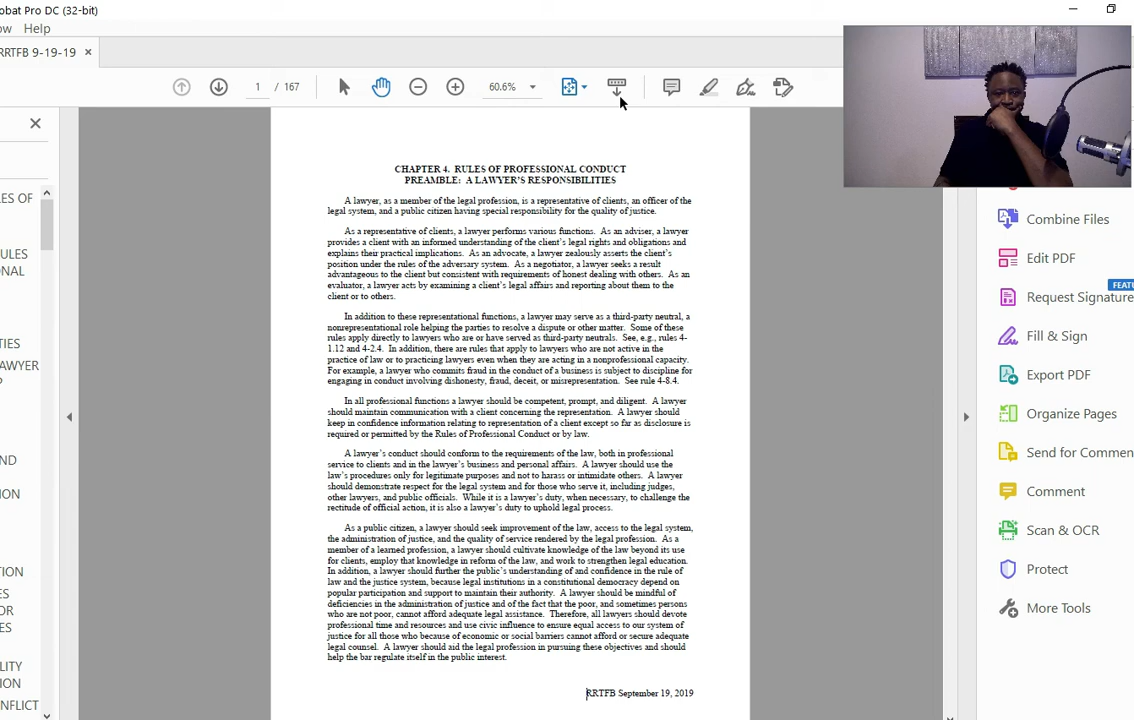 obat Pro DC (32-bit)
ow Help
RRTFB 9-19-19
1 / 167
60.6%
ES OF
RULES
ONAL
TIES
AWYER
P
ND
ION
TION
ES
OR
ES
LITY
ION
NFLICT
CHAPTER 4. RULES OF PROFESSIONAL CONDUCT
PREAMBLE: A LAWYER'S RESPONSIBILITIES
A lawyer, as a member of the legal profession, is a representative of clients, an officer of the
legal system, and a public citizen having special responsibility for the quality of justice.
As a representative of clients, a lawyer performs various functions. As an adviser, a lawyer
provides a client with an informed understanding of the client's legal rights and obligations and
explains their practical implications. As an advocate, a lawyer zealously asserts the client's
position under the rules of the adversary system. As a negotiator, a lawyer seeks a result
advantageous to the client but consistent with requirements of honest dealing with others. As an
evaluator, a lawyer acts by examining a client's legal affairs and reporting about them to the
client or to others.
In addition to these representational functions, a lawyer may serve as a third-party neutral, a
nonrepresentational role helping the parties to resolve a dispute or other matter. Some of these
rules apply directly to lawyers who are or have served as third-party neutrals. See, e.g., rules 4-
1.12 and 4-2.4. In addition, there are rules that apply to lawyers who are not active in the
practice of law or to practicing lawyers even when they are acting in a nonprofessional capacity.
For example, a lawyer who commits fraud in the conduct of a business is subject to discipline for
engaging in conduct involving dishonesty, fraud, deceit, or misrepresentation. See rule 4-8.4.
In all professional functions a lawyer should be competent, prompt, and diligent. A lawyer
should maintain communication with a client concerning the representation. A lawyer should
keep in confidence information relating to representation of a client except so far as disclosure is
required or permitted by the Rules of Professional Conduct or by law.
A lawyer's conduct should conform to the requirements of the law, both in professional
service to clients and in the lawyer's business and personal affairs. A lawyer should use the
law's procedures only for legitimate purposes and not to harass or intimidate others. A lawyer
should demonstrate respect for the legal system and for those who serve it, including judges,
other lawyers, and public officials. While it is a lawyer's duty, when necessary, to challenge the
rectitude of official action, it is also a lawyer's duty to uphold legal process.
As a public citizen, a lawyer should seek improvement of the law, access to the legal system,
the administration of justice, and the quality of service rendered by the legal profession. As a
member of a learned profession, a lawyer should cultivate knowledge of the law beyond its use
for clients, employ that knowledge in reform of the law, and work to strengthen legal education.
In addition, a lawyer should further the public's understanding of and confidence in the rule of
law and the justice system, because legal institutions in a constitutional democracy depend on
popular participation and support to maintain their authority. A lawyer should be mindful of
deficiencies in the administration of justice and of the fact that the poor, and sometimes persons
who are not poor, cannot afford adequate legal assistance. Therefore, all lawyers should devote
professional time and resources and use civic influence to ensure equal access to our system of
justice for all those who because of economic or social barriers cannot afford or secure adequate
legal counsel. A lawyer should aid the legal profession in pursuing these objectives and should
help the bar regulate itself in the public interest.
RRTFB September 19, 2019
Combine Files
Edit PDF
FEATU
Request Signature
Fill & Sign
Export PDF
Organize Pages
Send for Commen
Comment
Scan & OCR
Protect
More Tools